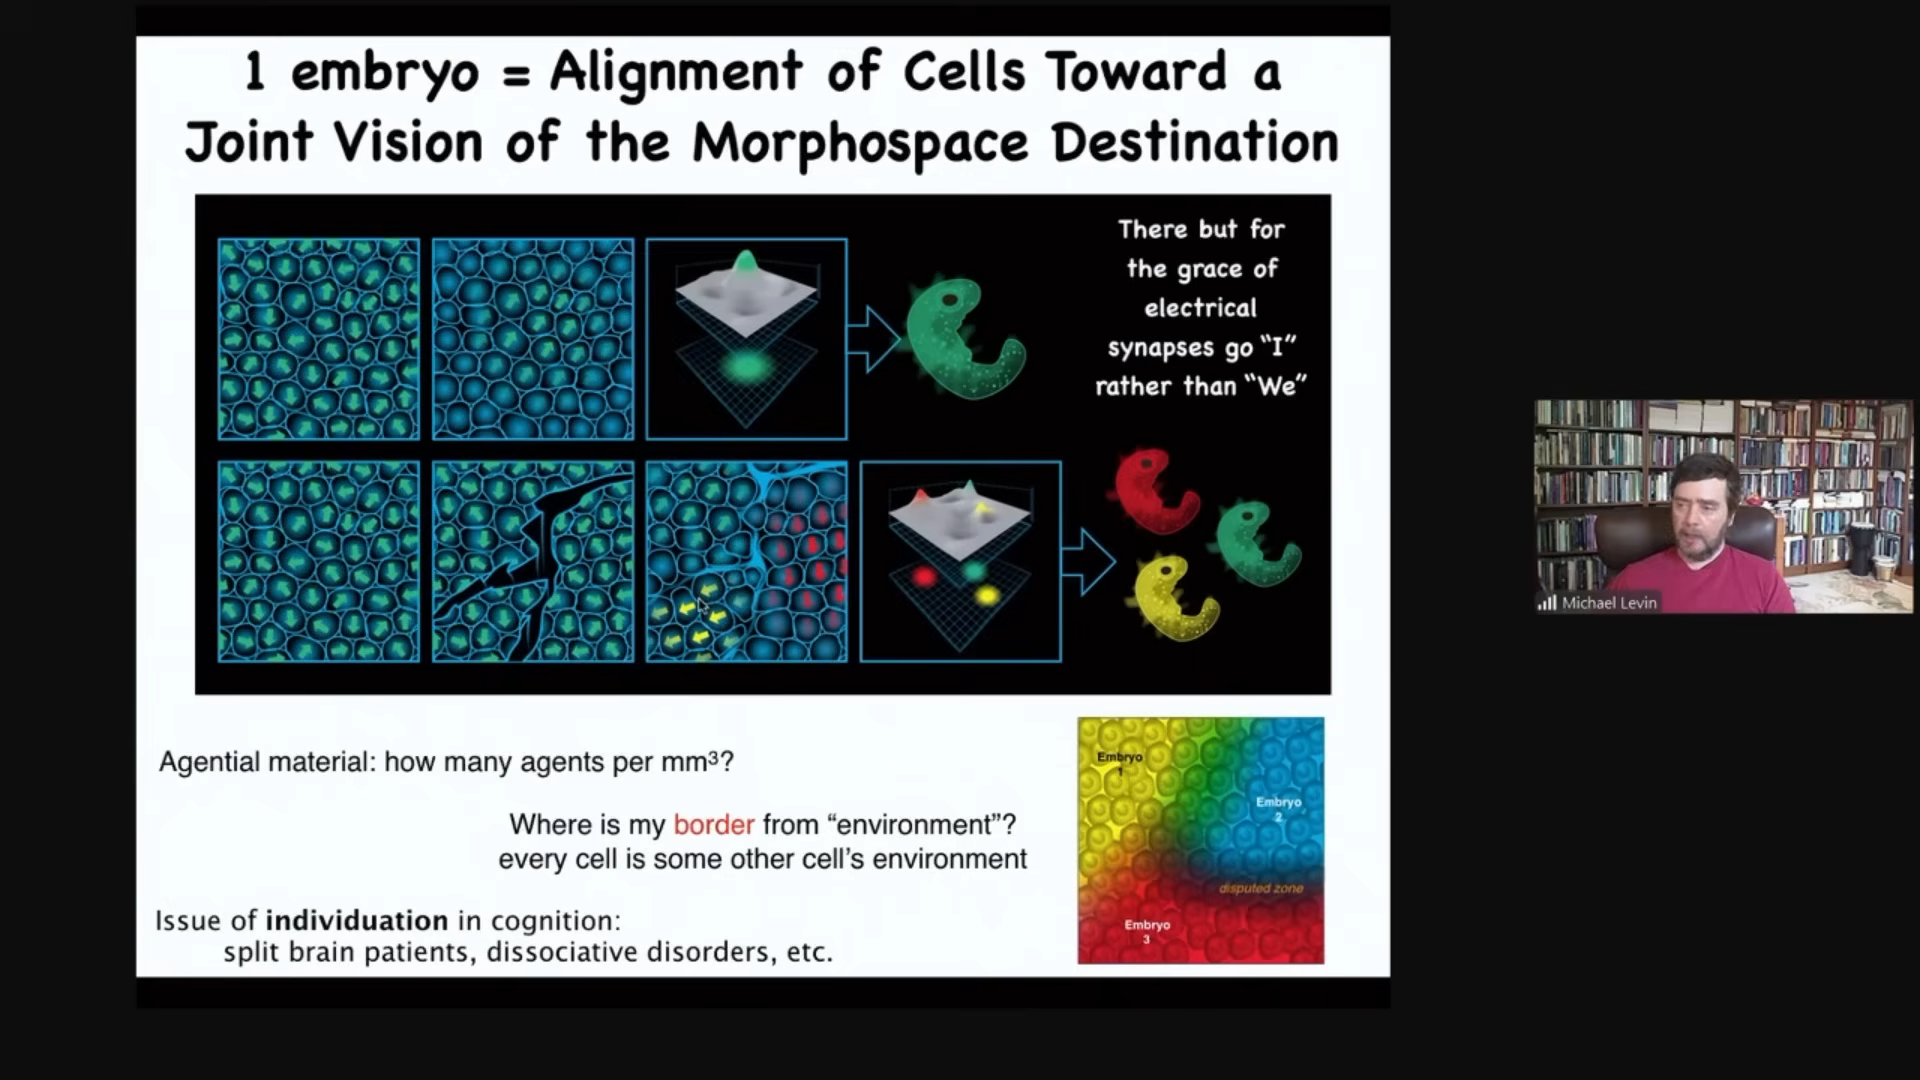 1 embryo = Alignment of Cells Toward a
Joint Vision of the Morphospace Destination
There but for
the grace of
electrical
synapses go “I”
rather than “We”
Agential material: how many agents per mm³?
Where is my border from “environment”?
every cell is some other cell’s environment
Issue of individuation in cognition:
split brain patients, dissociative disorders, etc.
Embryo
1
Embryo
2
disputed zone
Embryo
3
Michael Levin